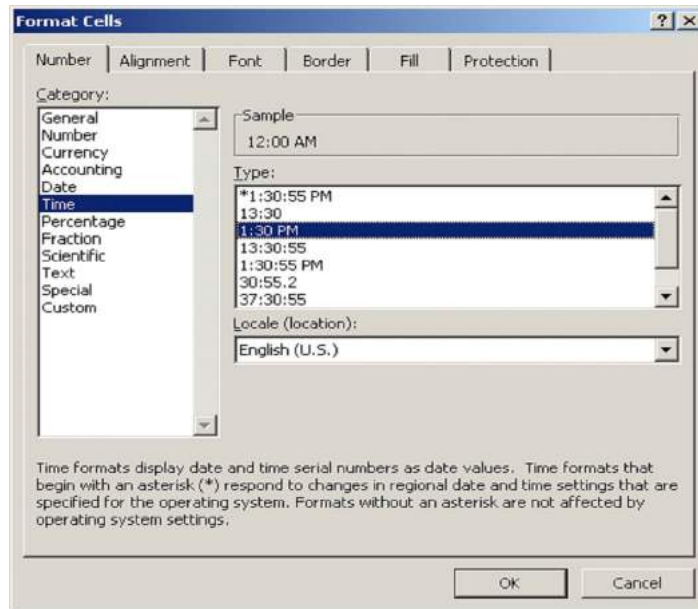 Format Cells
Number Alignment Font Border Fill Protection
Category:
General
Number
Currency
Accounting
Date
Time
Percentage
Fraction
Scientific
Text
Special
Custom
Sample
12:00 AM
Type:
*1:30:55 PM
13:30
1:30 PM
13:30:55
1:30:55 PM
30:55.2
37:30:55
Locale (location):
English (U.S.)
Time formats display date and time serial numbers as date values. Time formats that
begin with an asterisk (*) respond to changes in regional date and time settings that are
specified for the operating system. Formats without an asterisk are not affected by
operating system settings.
OK Cancel